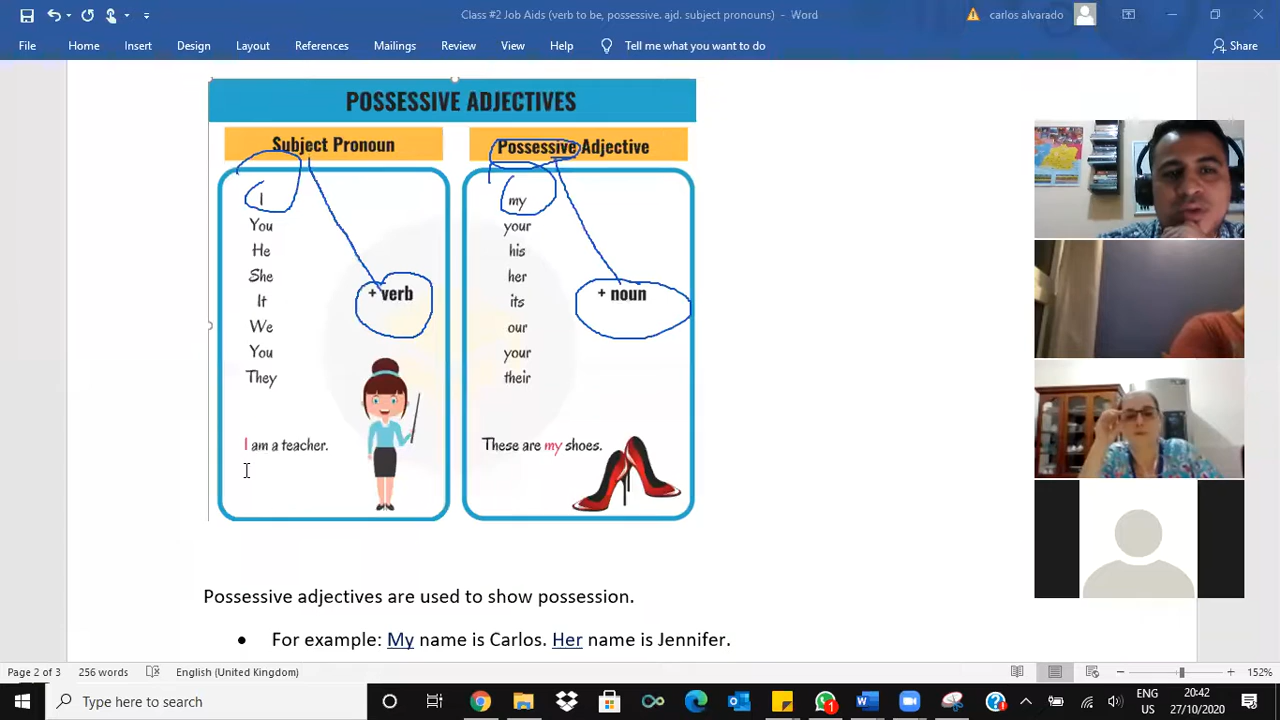 Class #2 Job Aids (verb to be, possessive. ajd. subject pronouns) - Word
carlos alvarado
File Home Insert Design Layout References Mailings Review View Help Tell me what you want to do Share
POSSESSIVE ADJECTIVES
Subject Pronoun Possessive Adjective
I my
You your
He his
She her
+ verb + noun
It its
We our
You your
They their
I am a teacher. These are my shoes.
Possessive adjectives are used to show possession.
• For example: My name is Carlos. Her name is Jennifer.
Page 2 of 3 256 words English (United Kingdom) 152%
Type here to search
1
ENG 20:42
US 27/10/2020